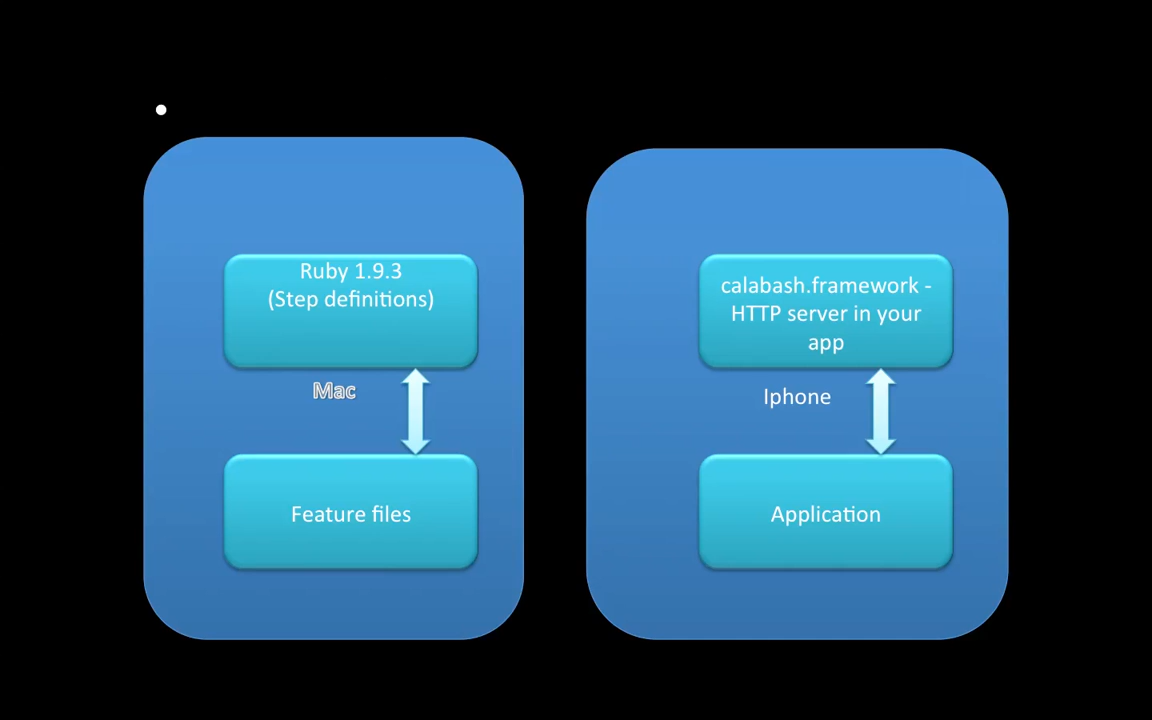 Ruby 1.9.3
(Step definitions)
Mac
Feature files
calabash.framework -
HTTP server in your
app
Iphone
Application